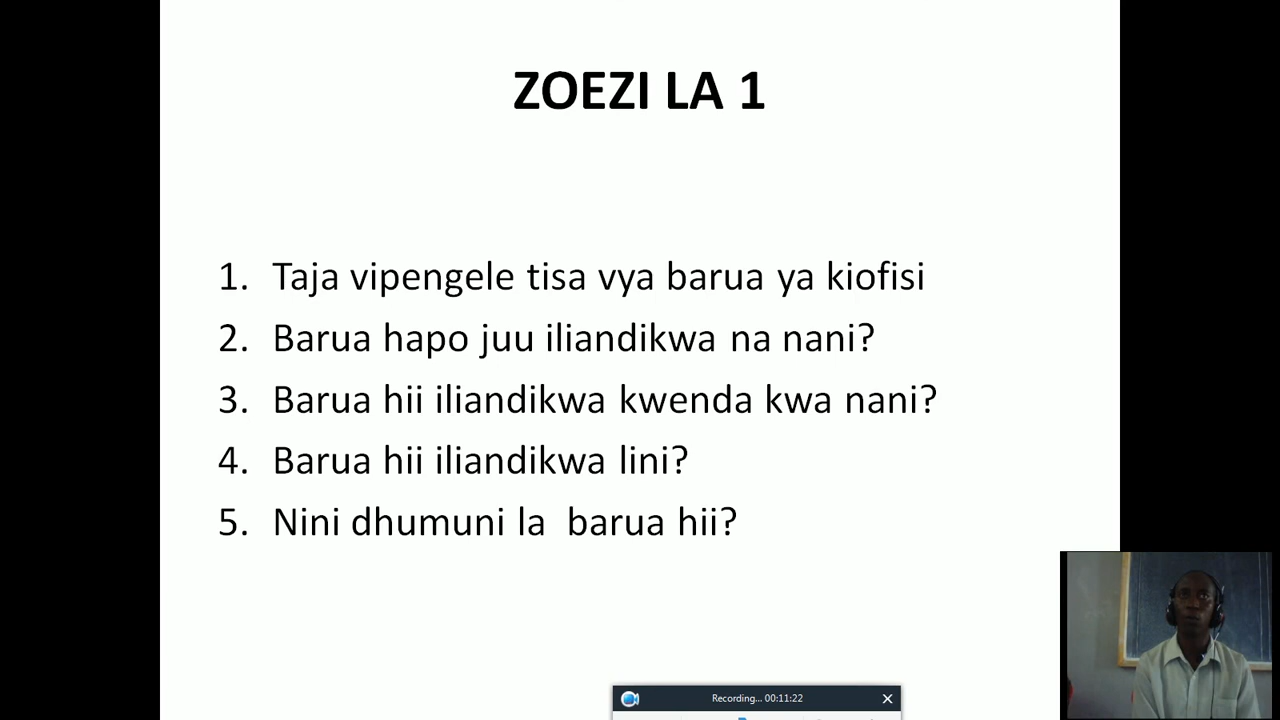 ZOEZI LA 1
1. Taja vipengele tisa vya barua ya kiofisi
2. Barua hapo juu iliandikwa na nani?
3. Barua hii iliandikwa kwenda kwa nani?
4. Barua hii iliandikwa lini?
5. Nini dhumuni la  barua hii?
Recording... 00:11:22